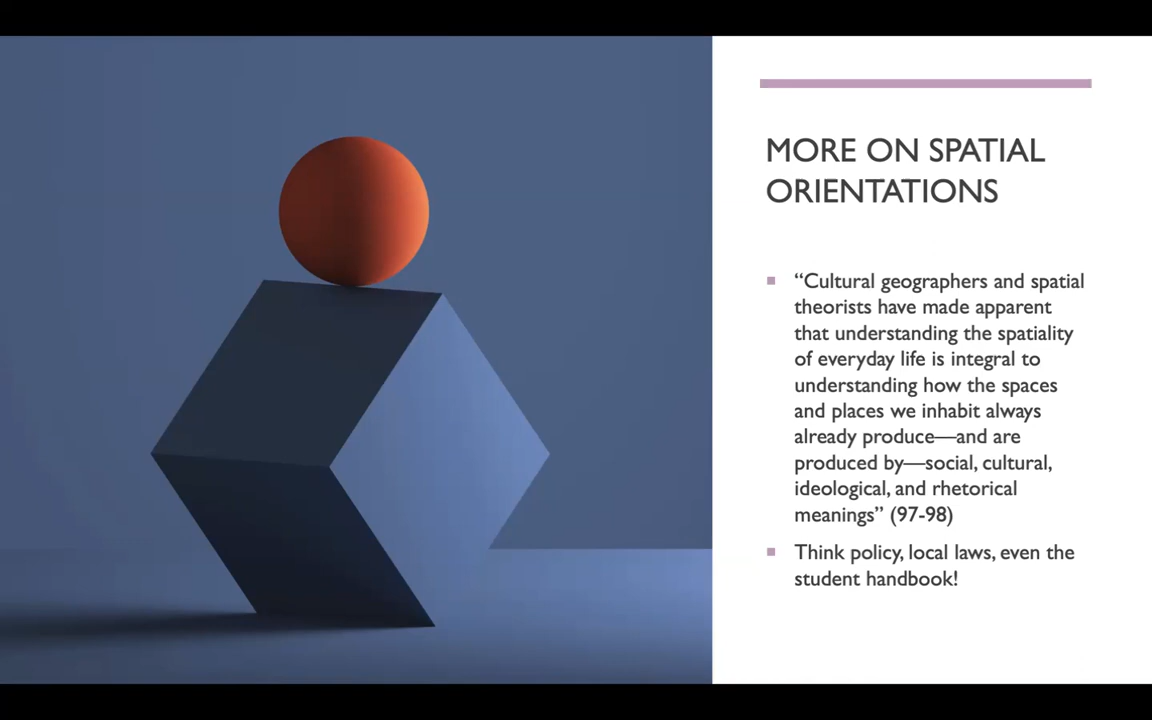 MORE ON SPATIAL
ORIENTATIONS
“Cultural geographers and spatial
theorists have made apparent
that understanding the spatiality
of everyday life is integral to
understanding how the spaces
and places we inhabit always
already produce—and are
produced by—social, cultural,
ideological, and rhetorical
meanings” (97-98)
Think policy, local laws, even the
student handbook!